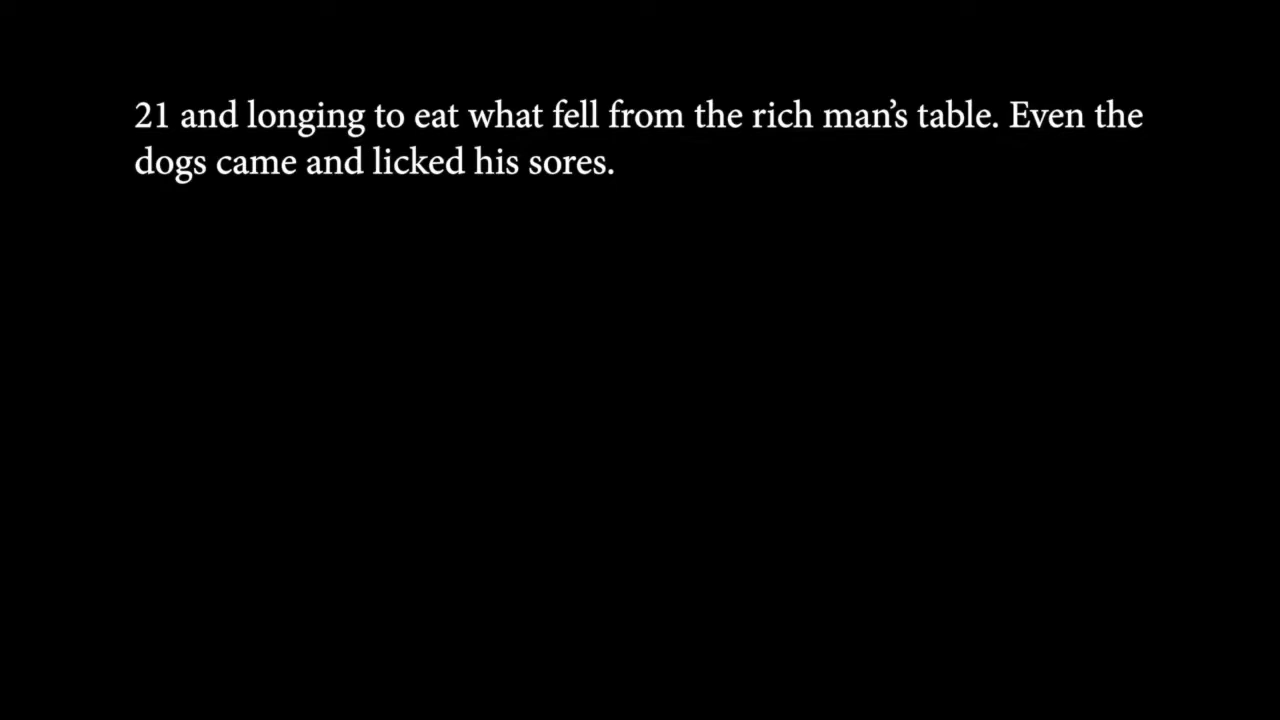 21 and longing to eat what fell from the rich man’s table. Even the
dogs came and licked his sores.